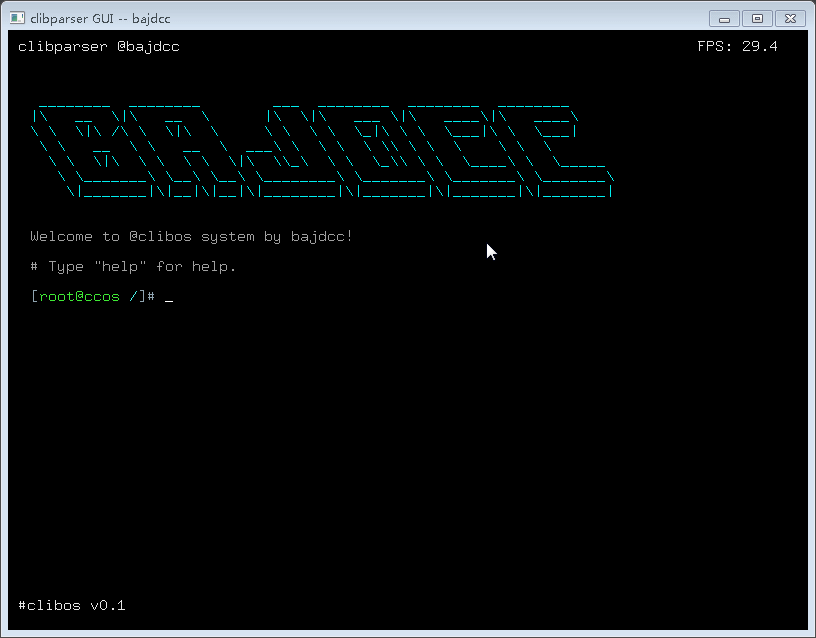 clibparser GUI -- bajdcc
clibparser @bajdcc
FPS: 29.4
BAJDCC
Welcome to @clibos system by bajdcc!
# Type "help" for help.
[root@ccos /]# _
#clibos v0.1